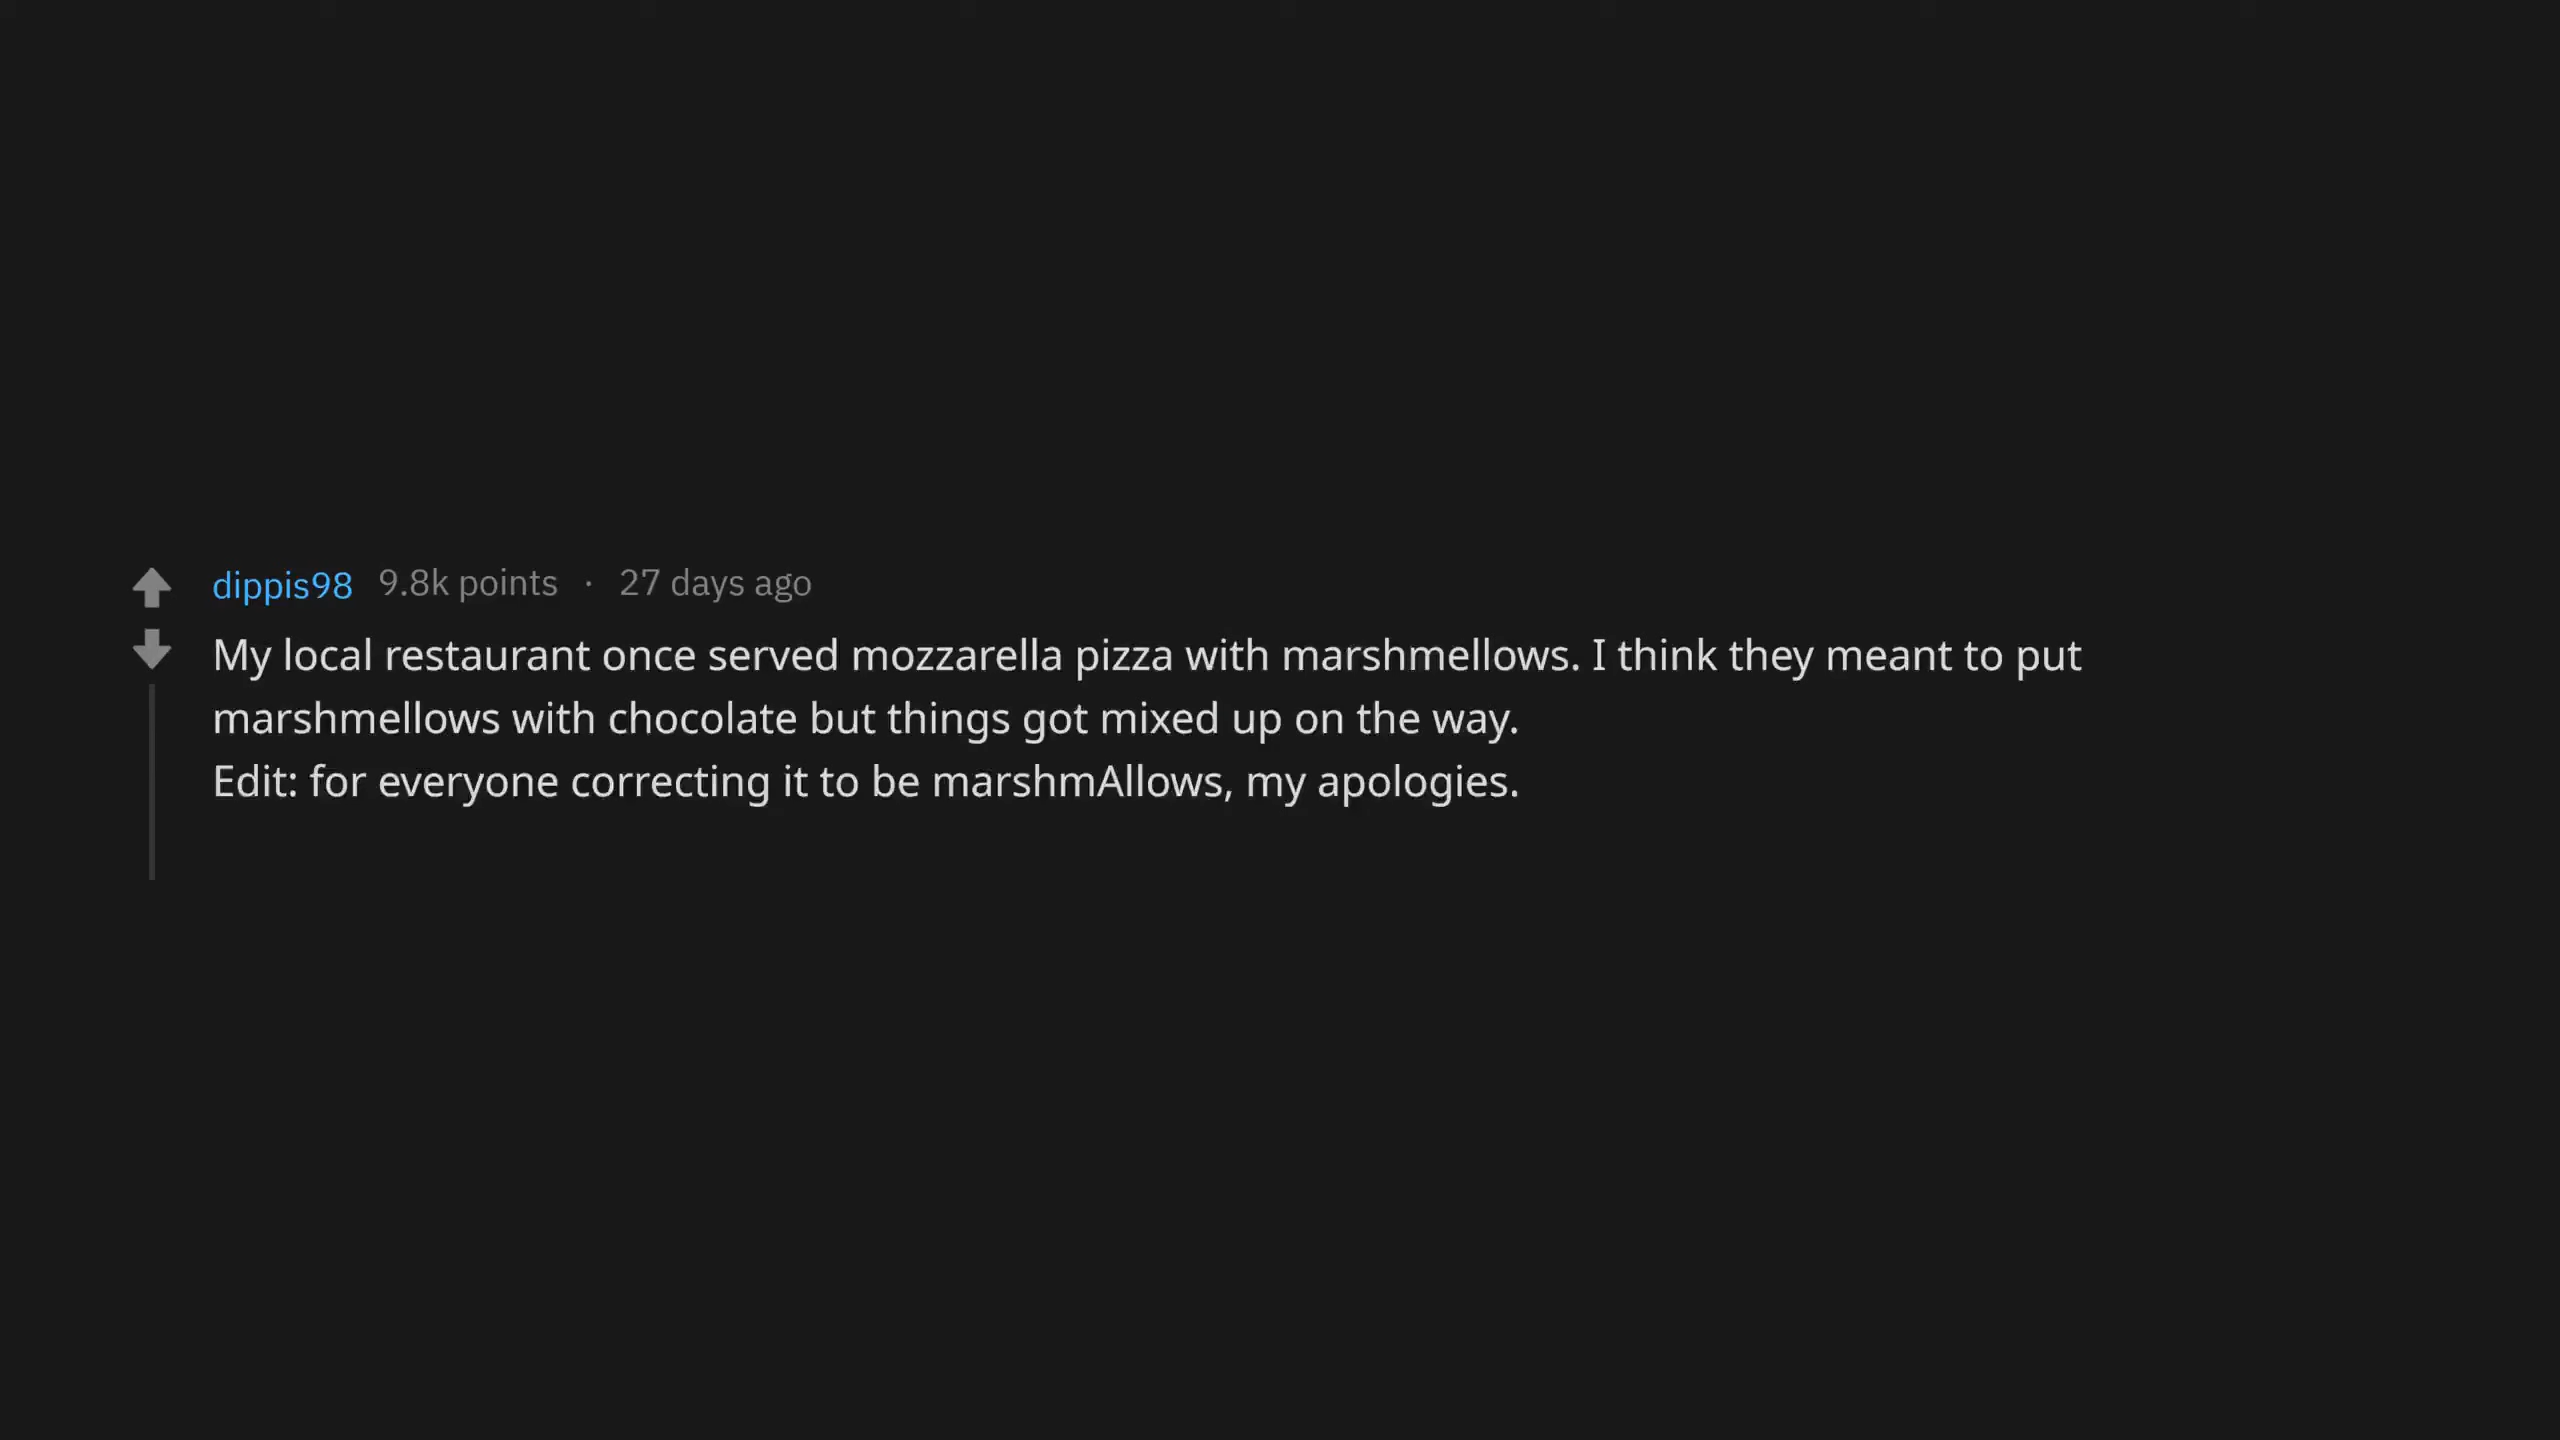 dippis98 9.8k points · 27 days ago
My local restaurant once served mozzarella pizza with marshmellows. I think they meant to put
marshmellows with chocolate but things got mixed up on the way.
Edit: for everyone correcting it to be marshmAllows, my apologies.